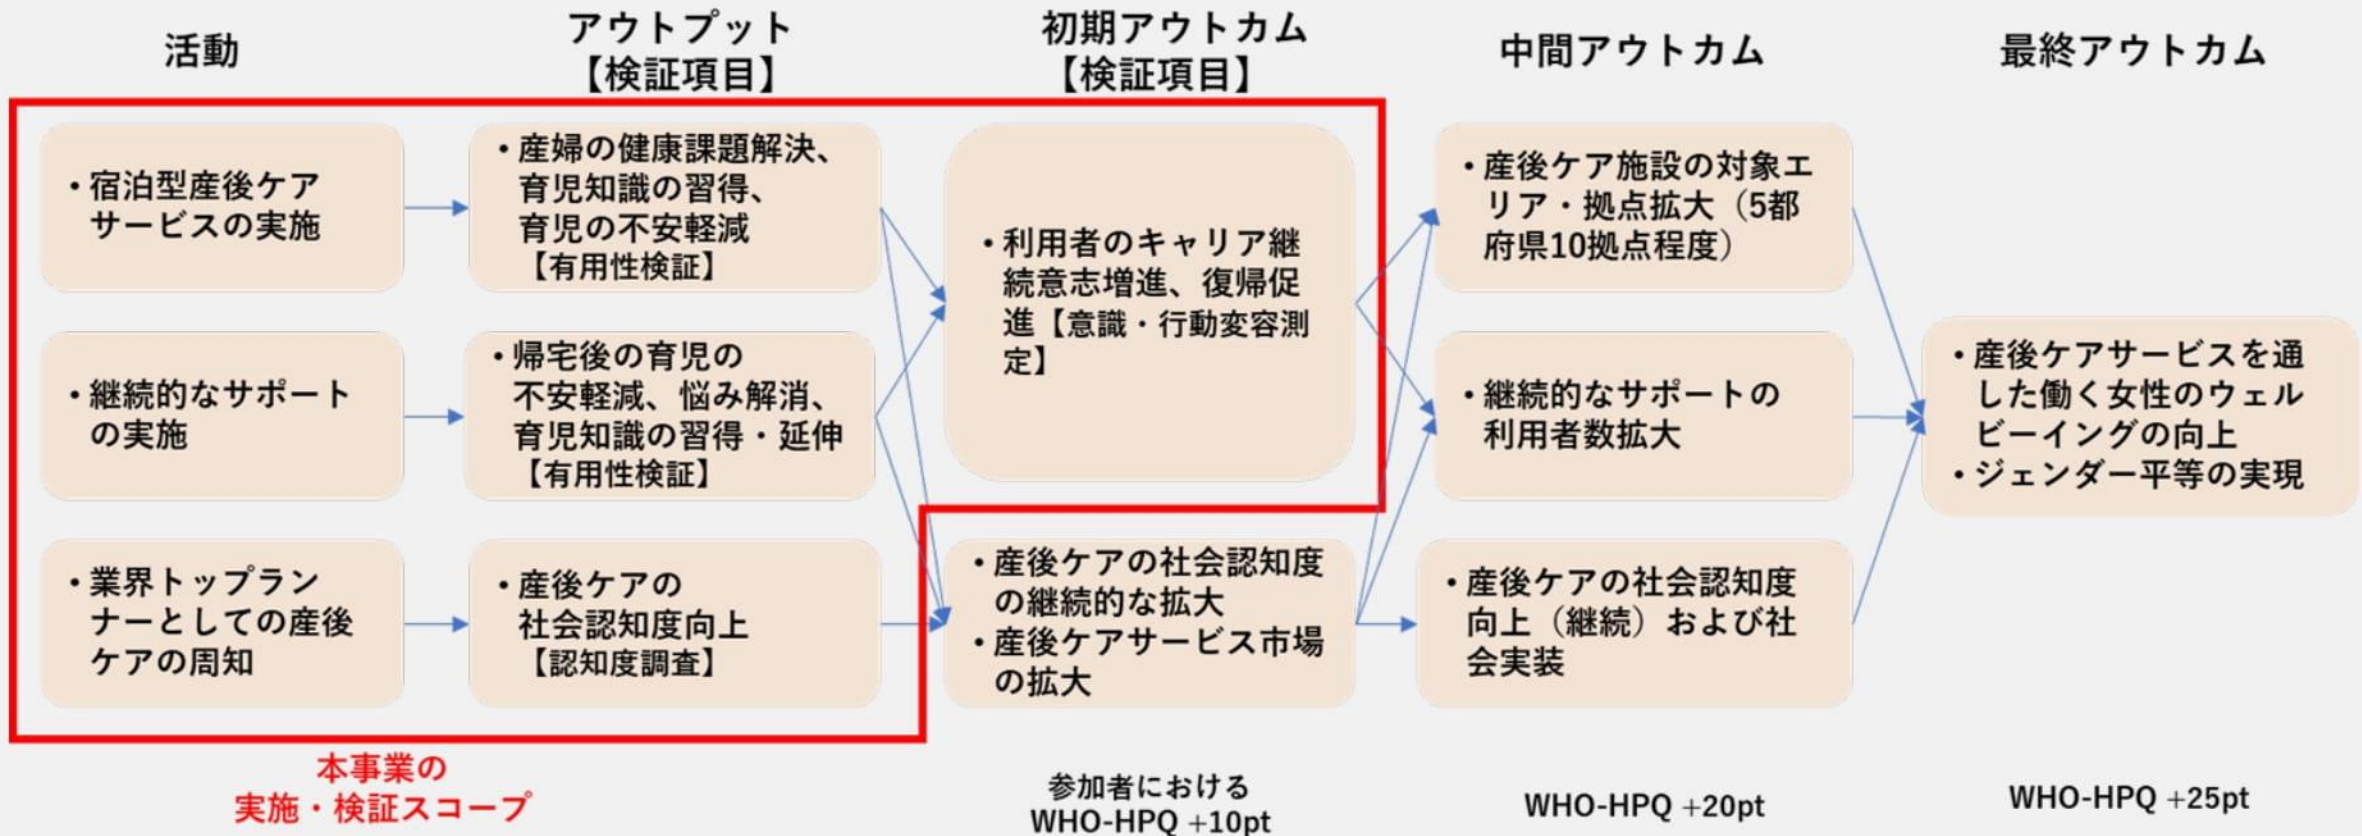 活動
アウトプット
【検証項目】
初期アウトカム
【検証項目】
中間アウトカム
最終アウトカム
・宿泊型産後ケア
サービスの実施
・産婦の健康課題解決、
育児知識の習得、
育児の不安軽減
【有用性検証】
・利用者のキャリア継
続意志増進、復帰促
進【意識・行動変容測
定】
・産後ケア施設の対象エ
リア・拠点拡大（5都
府県10拠点程度）
・継続的なサポート
の実施
・帰宅後の育児の
不安軽減、悩み解消、
育児知識の習得・延伸
【有用性検証】
・継続的なサポートの
利用者数拡大
・産後ケアサービスを通
した働く女性のウェル
ビーイングの向上
・ジェンダー平等の実現
・業界トップラン
ナーとしての産後
ケアの周知
・産後ケアの
社会認知度向上
【認知度調査】
・産後ケアの社会認知度
の継続的な拡大
・産後ケアサービス市場
の拡大
・産後ケアの社会認知度
向上（継続）および社
会実装
本事業の
実施・検証スコープ
参加者における
WHO-HPQ +10pt
WHO-HPQ +20pt
WHO-HPQ +25pt